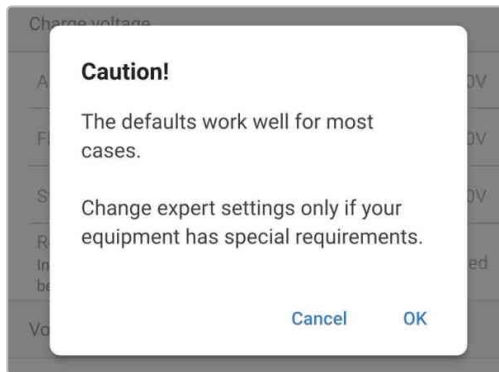 Charge voltage
Caution!
The defaults work well for most
cases.
Change expert settings only if your
equipment has special requirements.
Cancel OK